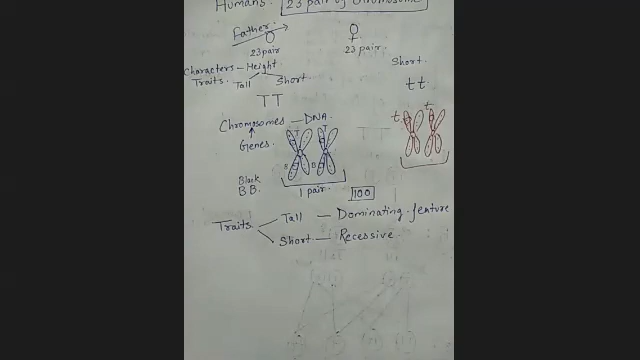 Humans. 23 pair of Chromosome
Father
23 pair
23 pair.
Characters – Height
Short.
Traits. Tall Short
TT
tt
Chromosomes – DNA
T T
t t
Genes
B B
Black
BB.
1 pair.
100
Traits Tall – Dominating feature
Short – Recessive.